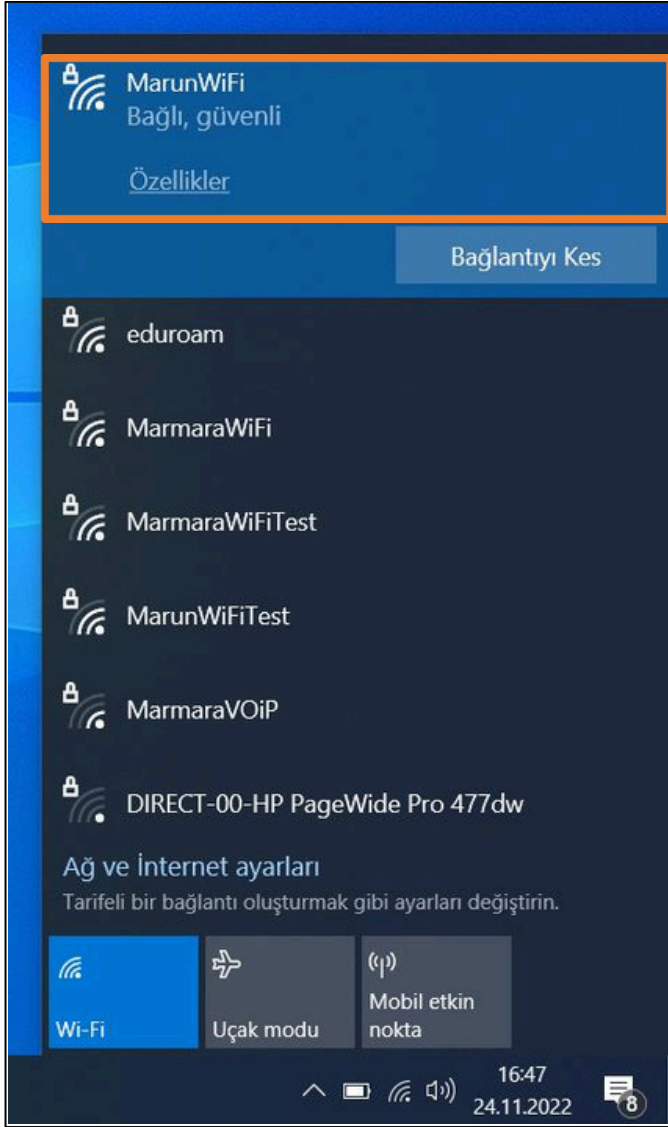 MarunWiFi
Bağlı, güvenli
Özellikler
Bağlantıyı Kes
eduroam
MarmaraWiFi
MarmaraWiFiTest
MarunWiFiTest
MarmaraVOiP
DIRECT-00-HP PageWide Pro 477dw
Ağ ve İnternet ayarları
Tarifeli bir bağlantı oluşturmak gibi ayarları değiştirin.
Wi-Fi
Uçak modu
Mobil etkin
nokta
16:47
24.11.2022
8